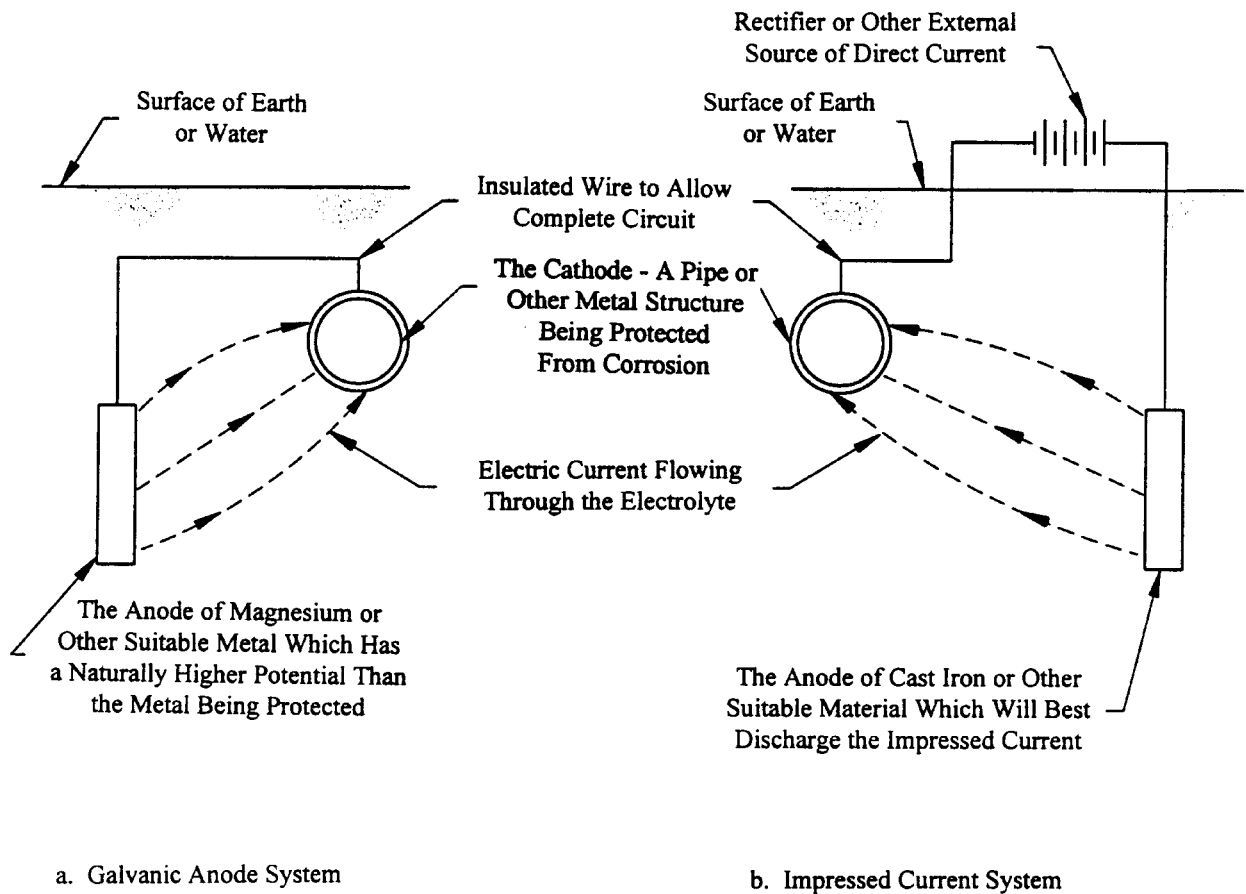 Rectifier or Other External
Source of Direct Current
Surface of Earth
or Water
Surface of Earth
or Water
Insulated Wire to Allow
Complete Circuit
The Cathode - A Pipe or
Other Metal Structure
Being Protected
From Corrosion
Electric Current Flowing
Through the Electrolyte
The Anode of Magnesium or
Other Suitable Metal Which Has
a Naturally Higher Potential Than
the Metal Being Protected
The Anode of Cast Iron or Other
Suitable Material Which Will Best
Discharge the Impressed Current
a. Galvanic Anode System
b. Impressed Current System